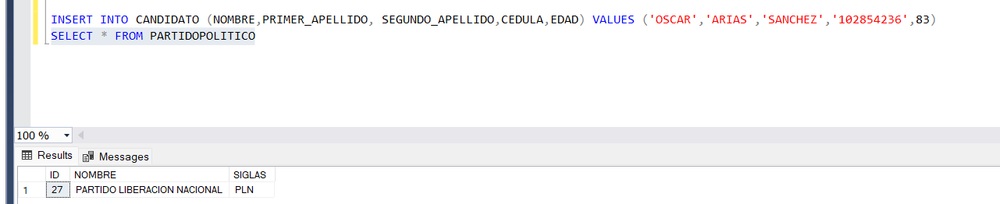 INSERT INTO CANDIDATO (NOMBRE,PRIMER_APELLIDO, SEGUNDO_APELLIDO,CEDULA,EDAD) VALUES ('OSCAR','ARIAS','SANCHEZ','102854236',83)
SELECT * FROM PARTIDOPOLITICO
100 %
Results Messages
ID NOMBRE SIGLAS
1 27 PARTIDO LIBERACION NACIONAL PLN